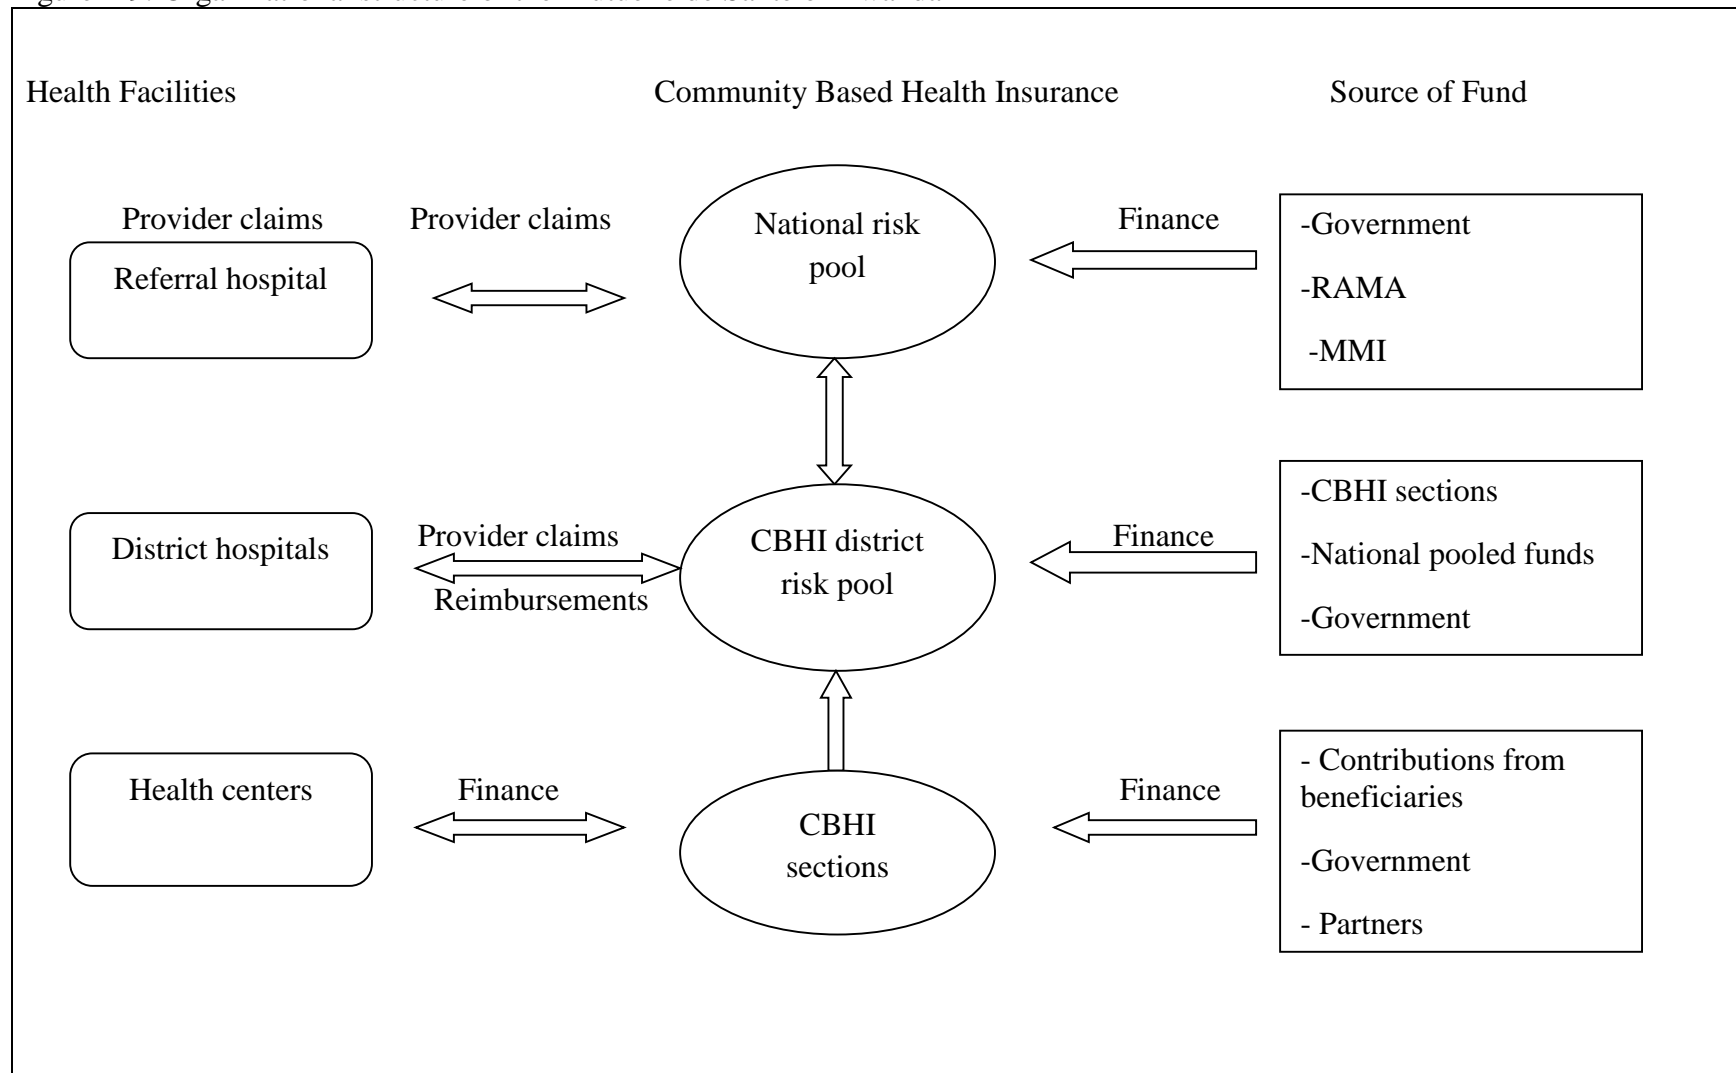 Health Facilities
Community Based Health Insurance
Source of Fund
Provider claims
Provider claims
Finance
Referral hospital
National risk
pool
-Government
-RAMA
-MMI
District hospitals
Provider claims
Reimbursements
CBHI district
risk pool
Finance
-CBHI sections
-National pooled funds
-Government
Health centers
Finance
CBHI
sections
Finance
- Contributions from
beneficiaries
-Government
- Partners